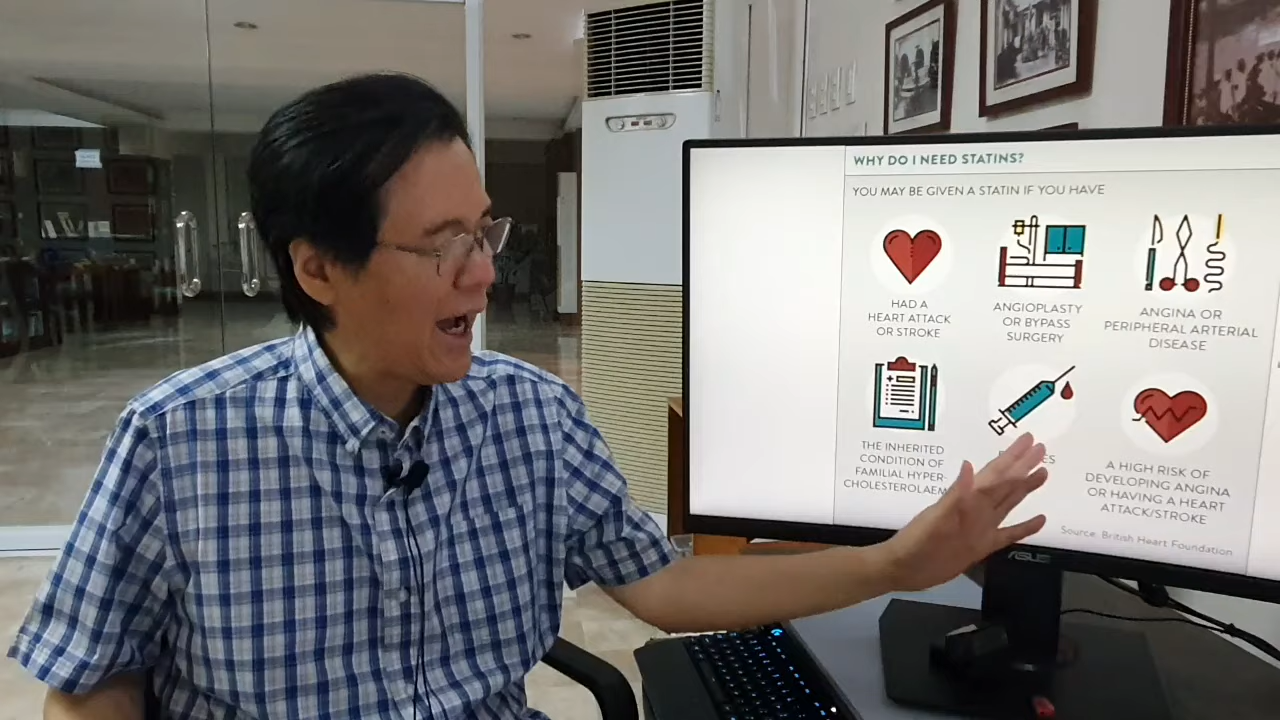 WHY DO I NEED STATINS?
YOU MAY BE GIVEN A STATIN IF YOU HAVE
HAD A
HEART ATTACK
OR STROKE
ANGIOPLASTY
OR BYPASS
SURGERY
ANGINA OR
PERIPHERAL ARTERIAL
DISEASE
THE INHERITED
CONDITION OF
FAMILIAL HYPER-
CHOLESTEROLAEM
A HIGH RISK OF
DEVELOPING ANGINA
OR HAVING A HEART
ATTACK/STROKE
Source: British Heart Foundation
ASUS